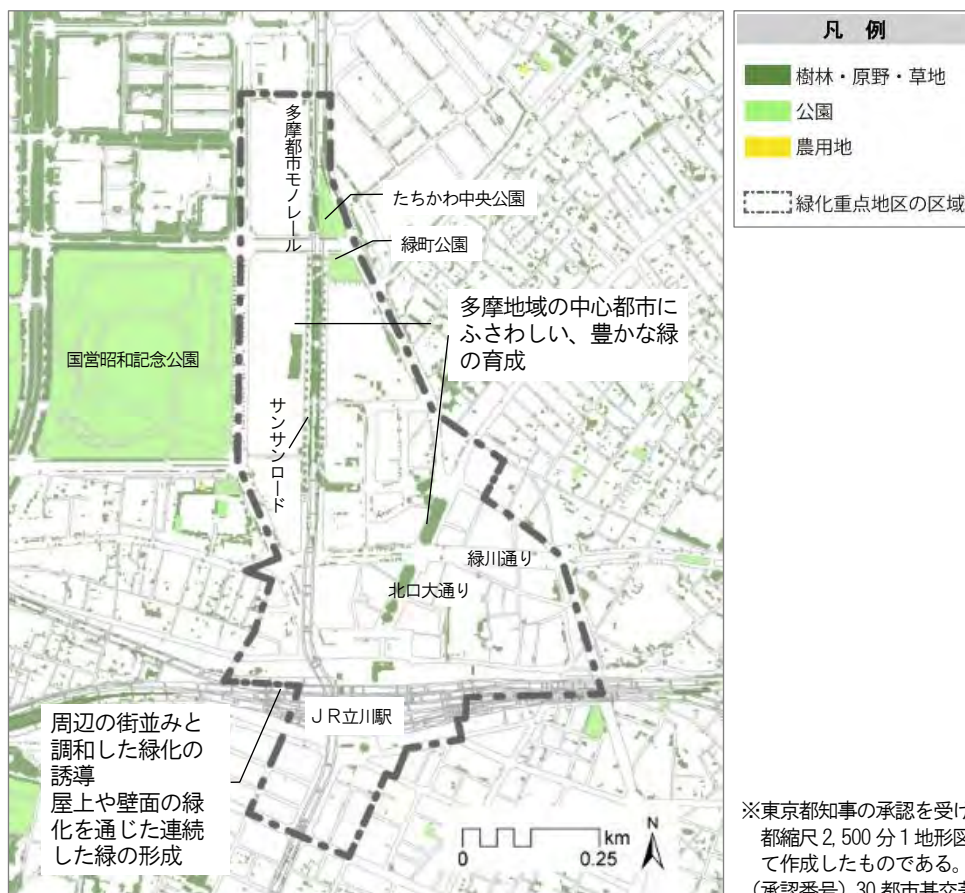 凡 例
樹林・原野・草地
公園
農用地
緑化重点地区の区域
多摩都市モノレール
たちかわ中央公園
緑町公園
多摩地域の中心都市に
ふさわしい、豊かな緑
の育成
国営昭和記念公園
サンサンロード
緑川通り
北口大通り
JR立川駅
周辺の街並みと
調和した緑化の
誘導
屋上や壁面の緑
化を通じた連続
した緑の形成
km
0 0.25
N
※東京都知事の承認を受け
都縮尺2,500分1地形図
て作成したものである。
(承認番号) 30都市基交